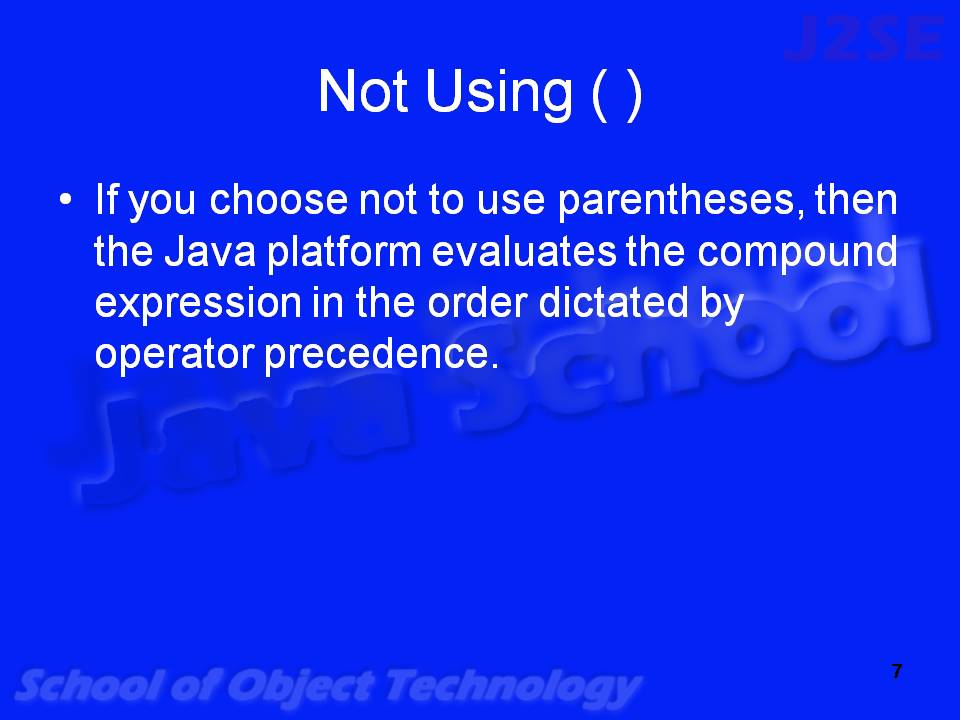 J2SE
Not Using ( )
• If you choose not to use parentheses, then
the Java platform evaluates the compound
expression in the order dictated by
operator precedence.
Java School
School of Object Technology
7